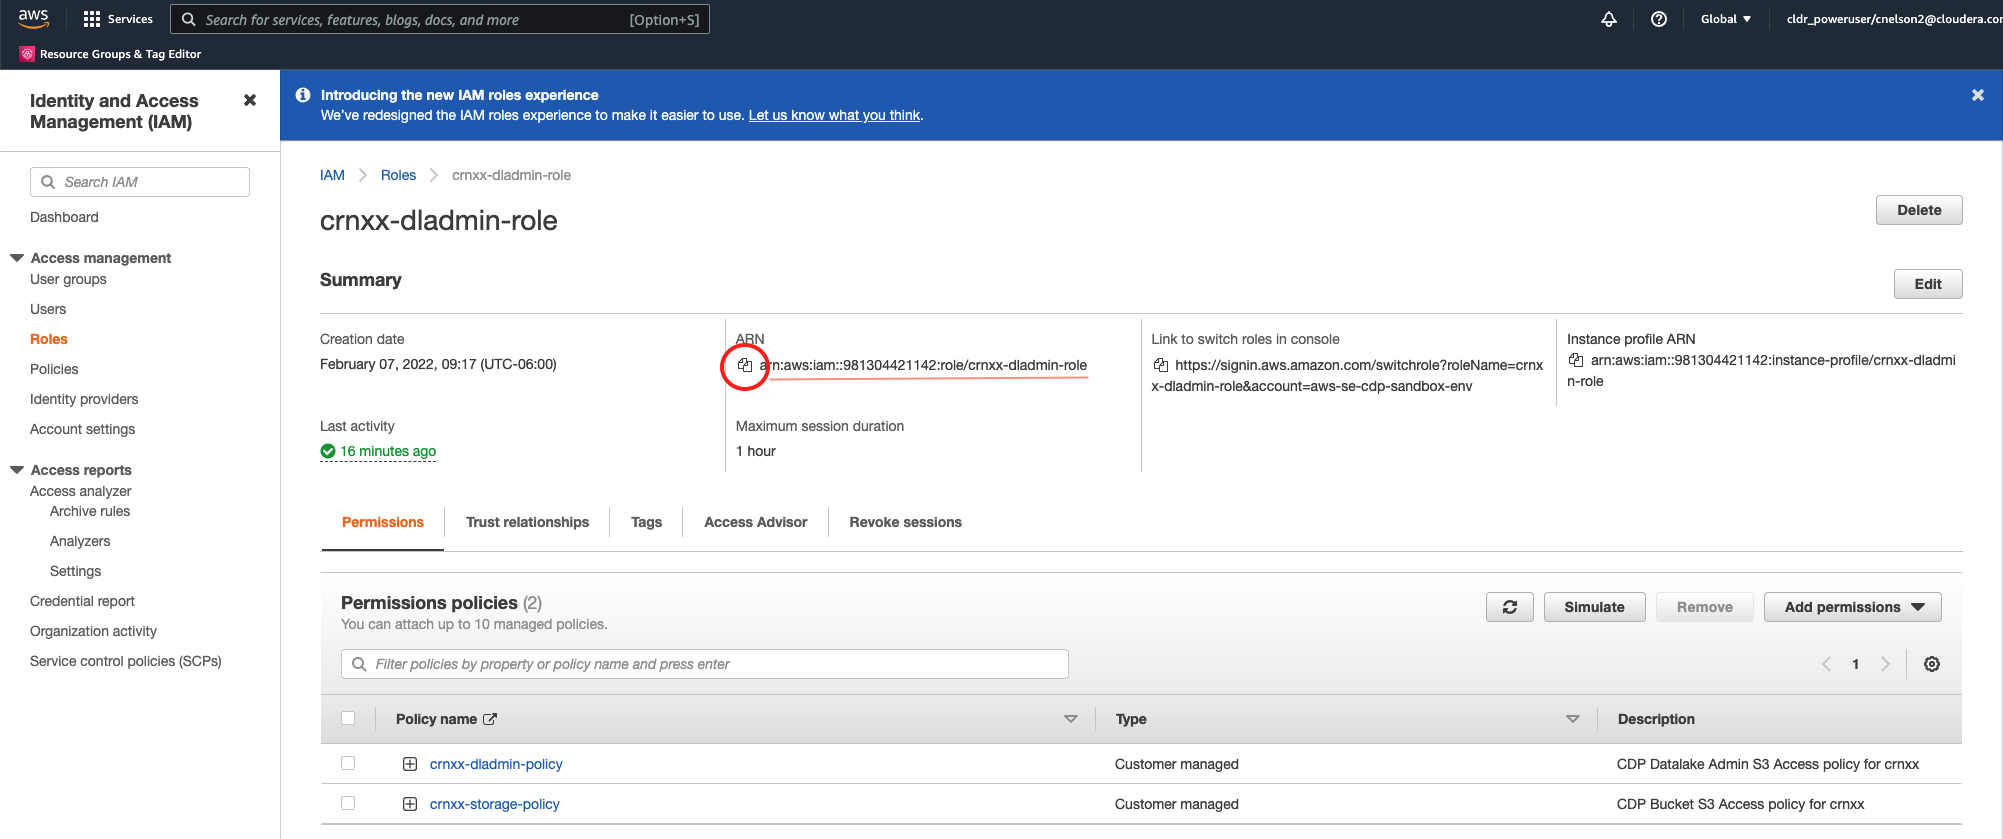 aws
Services
Search for services, features, blogs, docs, and more
[Option+S]
Global
cldr_poweruser/cnelson2@cloudera.cor
Resource Groups & Tag Editor
Identity and Access
Management (IAM)
Search IAM
Dashboard
Access management
User groups
Users
Roles
Policies
Identity providers
Account settings
Access reports
Access analyzer
Archive rules
Analyzers
Settings
Credential report
Organization activity
Service control policies (SCPs)
Introducing the new IAM roles experience
We've redesigned the IAM roles experience to make it easier to use. Let us know what you think.
IAM
Roles
crnxx-dladmin-role
crnxx-dladmin-role
Delete
Summary
Edit
Creation date
February 07, 2022, 09:17 (UTC-06:00)
Last activity
16 minutes ago
ARN
arn:aws:iam::981304421142:role/crnxx-dladmin-role
Maximum session duration
1 hour
Link to switch roles in console
https://signin.aws.amazon.com/switchrole?roleName=crnx
x-dladmin-role&account=aws-se-cdp-sandbox-env
Instance profile ARN
arn:aws:iam::981304421142:instance-profile/crnxx-dladmi
n-role
Permissions
Trust relationships
Tags
Access Advisor
Revoke sessions
Permissions policies (2)
You can attach up to 10 managed policies.
Simulate
Remove
Add permissions
Filter policies by property or policy name and press enter
1
Policy name
Type
Description
crnxx-dladmin-policy
Customer managed
CDP Datalake Admin S3 Access policy for crnxx
crnxx-storage-policy
Customer managed
CDP Bucket S3 Access policy for crnxx